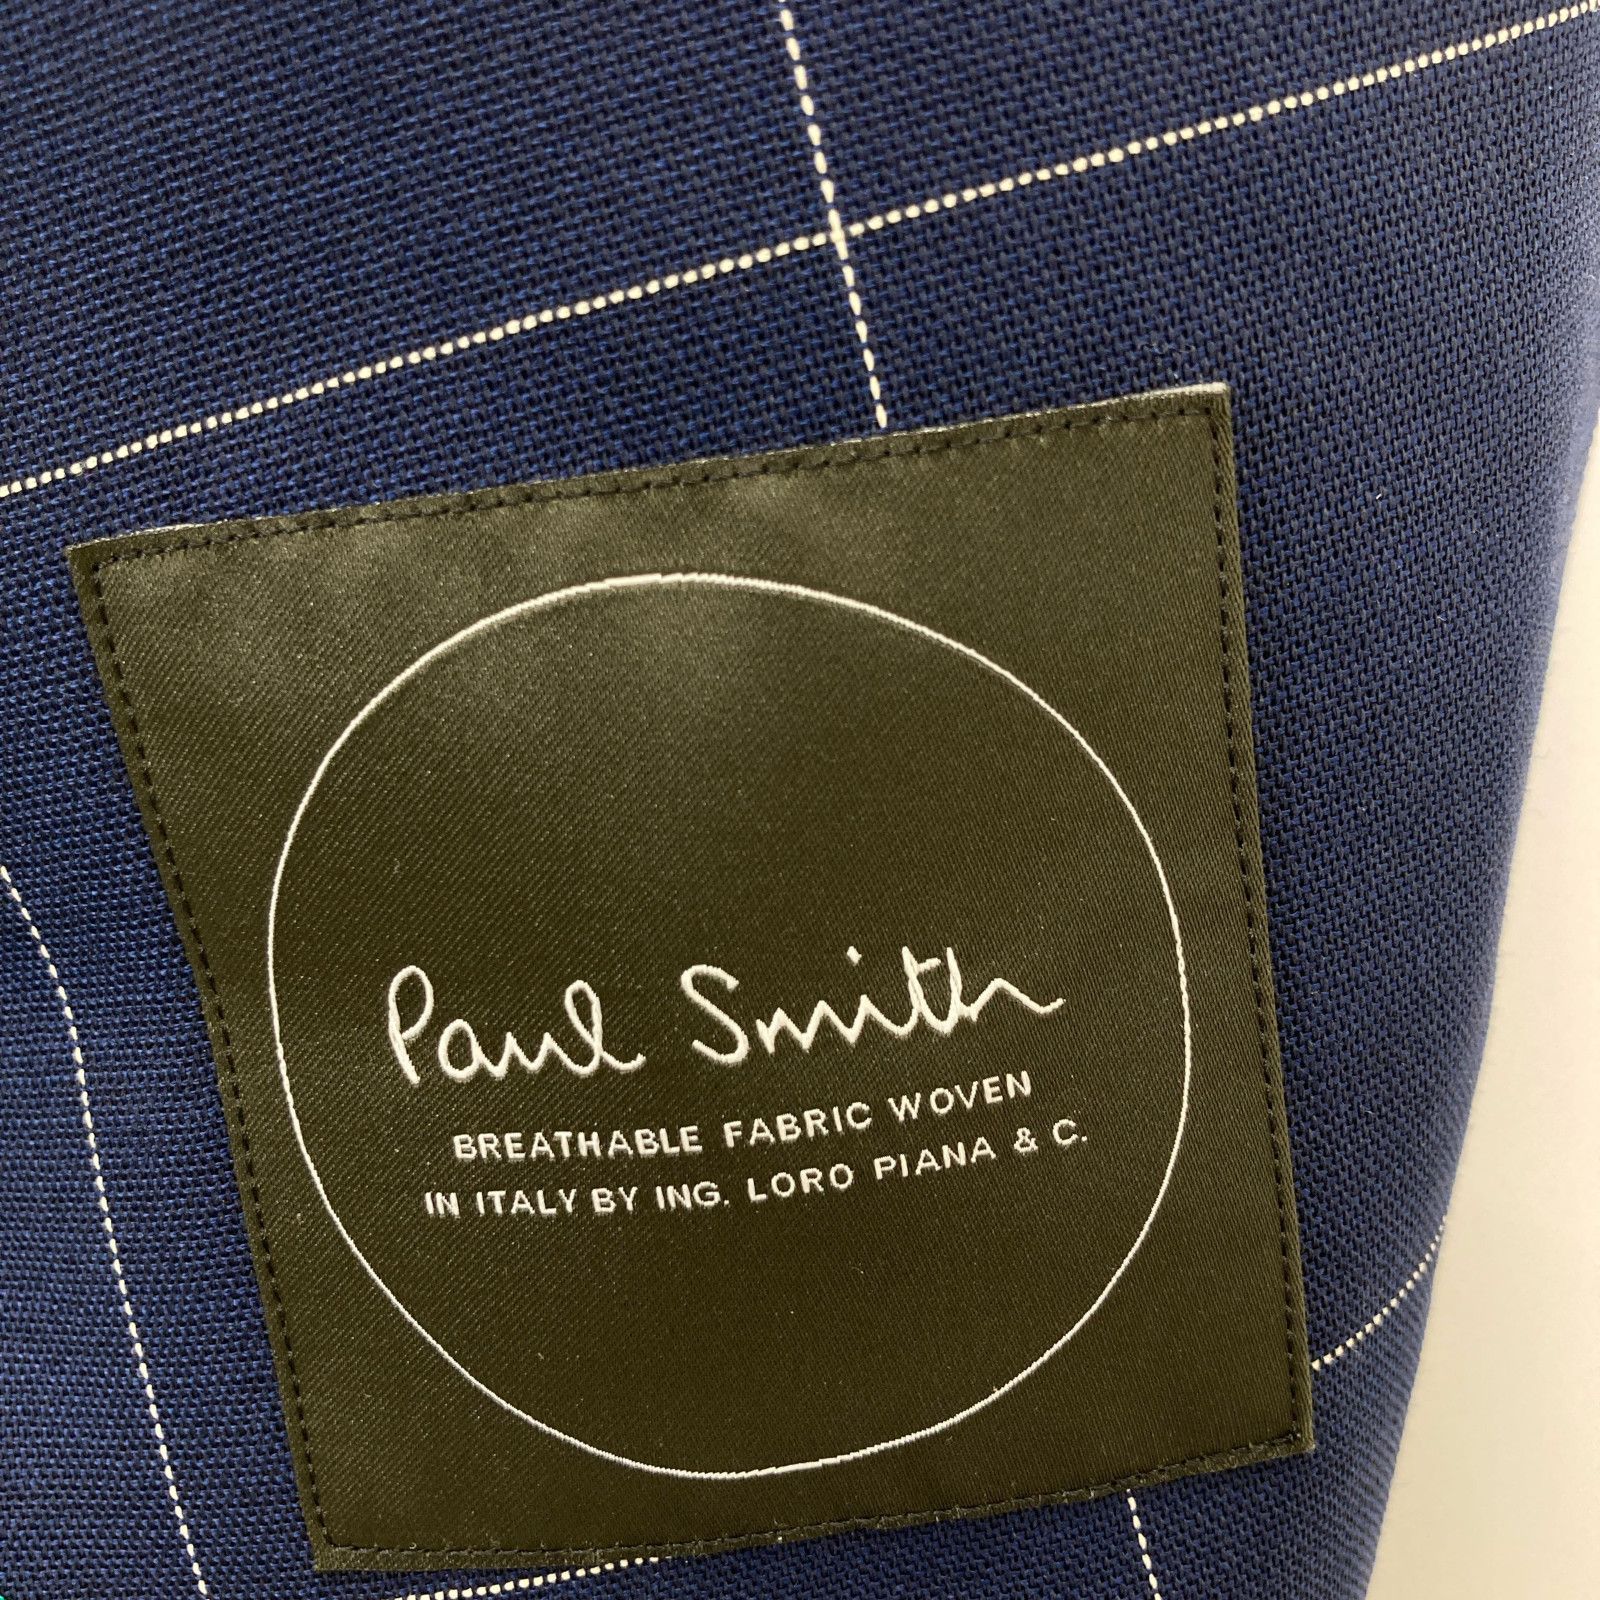 Paul Smith
BREATHABLE FABRIC WOVEN
IN ITALY BY ING. LORO PIANA & C.